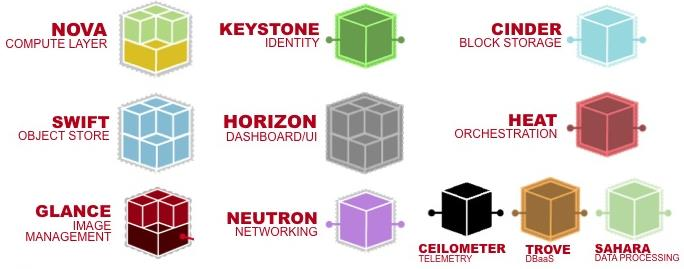 NOVA
COMPUTE LAYER
KEYSTONE
IDENTITY
CINDER
BLOCK STORAGE
SWIFT
OBJECT STORE
HORIZON
DASHBOARD/UI
HEAT
ORCHESTRATION
GLANCE
IMAGE
MANAGEMENT
NEUTRON
NETWORKING
CEILOMETER
TELEMETRY
TROVE
DBaaS
SAHARA
DATA PROCESSING